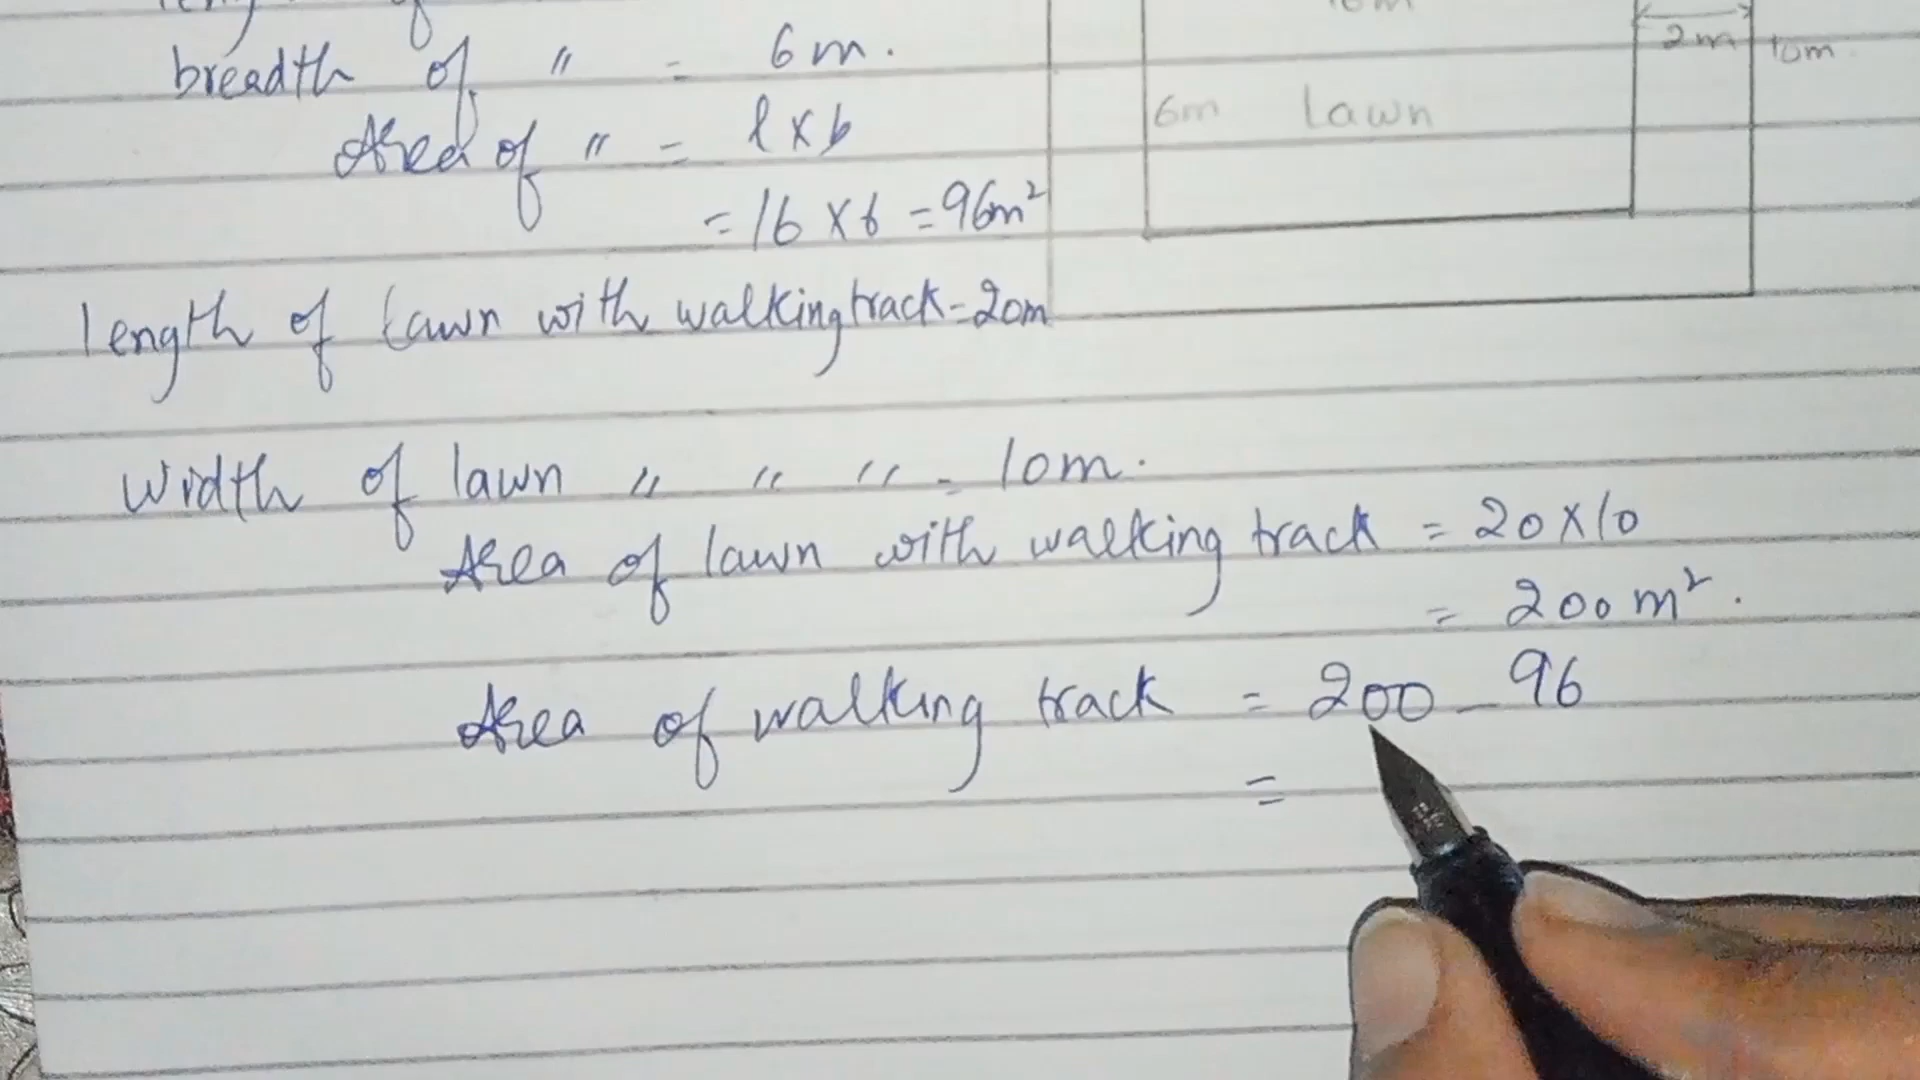 breadth of " = 6m.
Area of " = l x b
= 16 x 6 = 96m²
length of lawn with walking track = 20m
Width of lawn " " " = 10m.
Area of lawn with walking track = 20 x 10
= 200 m².
Area of walking track = 200 - 96
=
2m
10m
6m Lawn